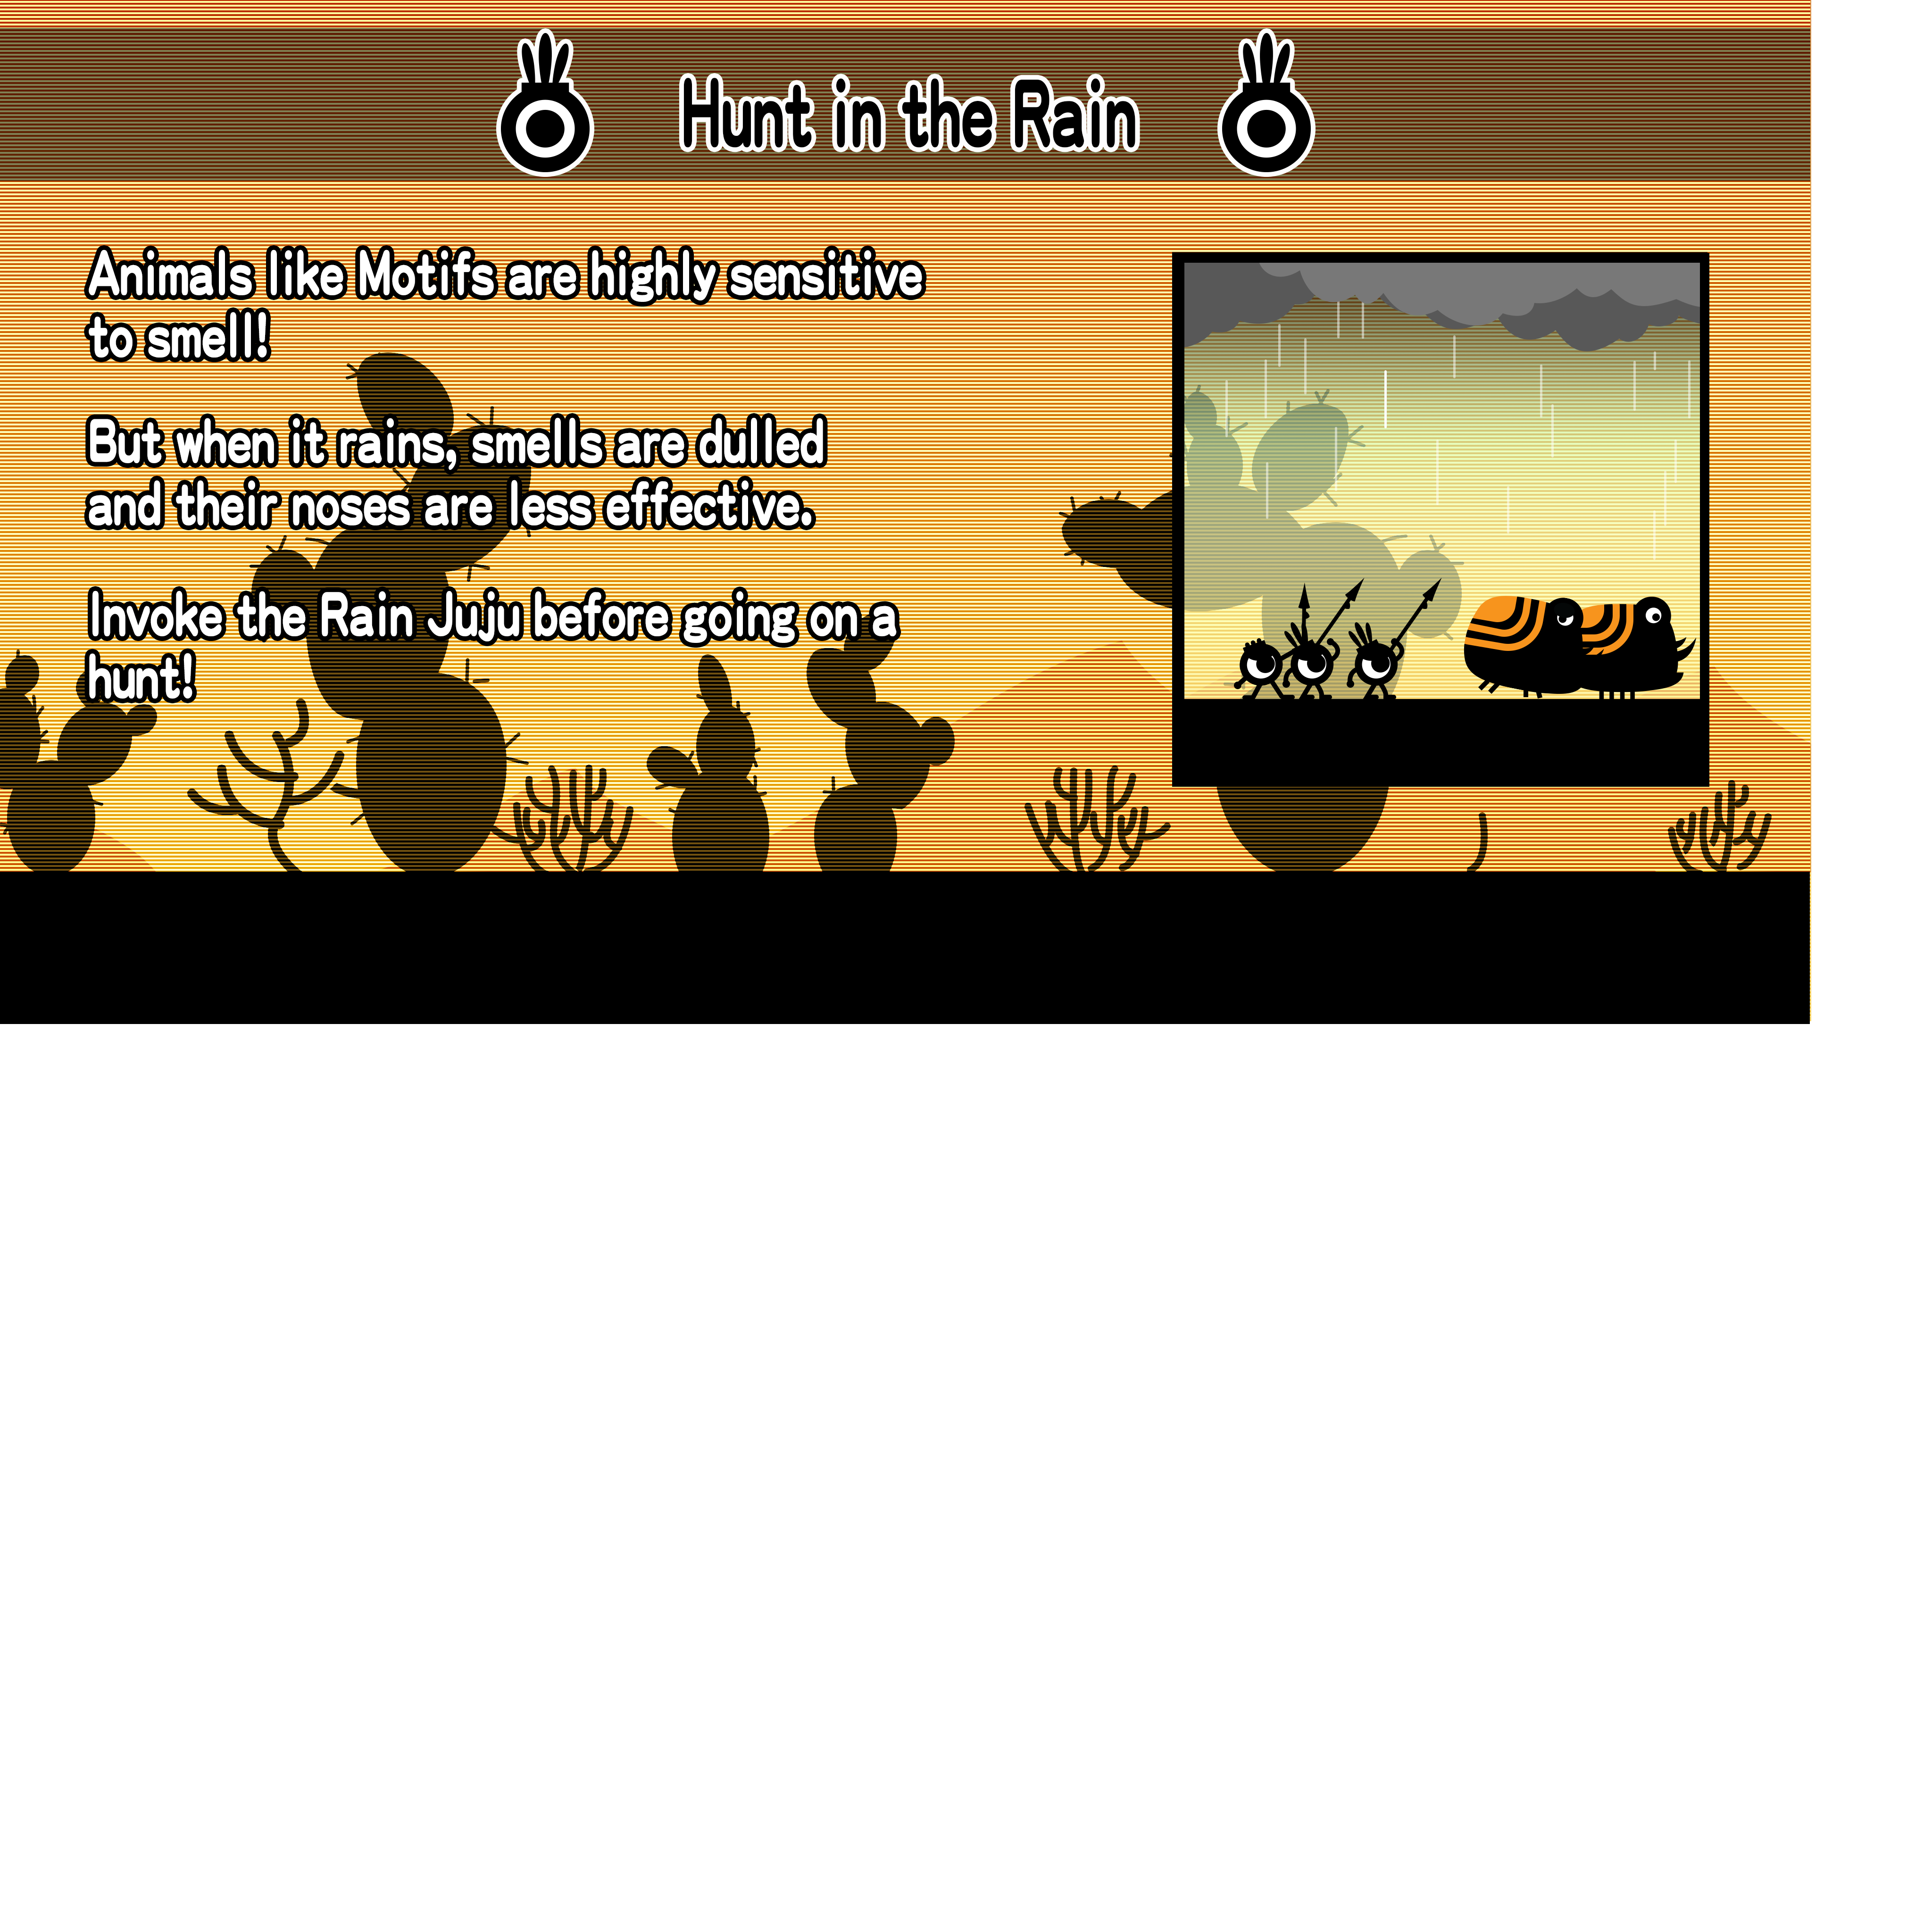 Hunt in the Rain
Animals like Motifs are highly sensitive
to smell!
But when it rains, smells are dulled
and their noses are less effective.
Invoke the Rain Juju before going on a
hunt!